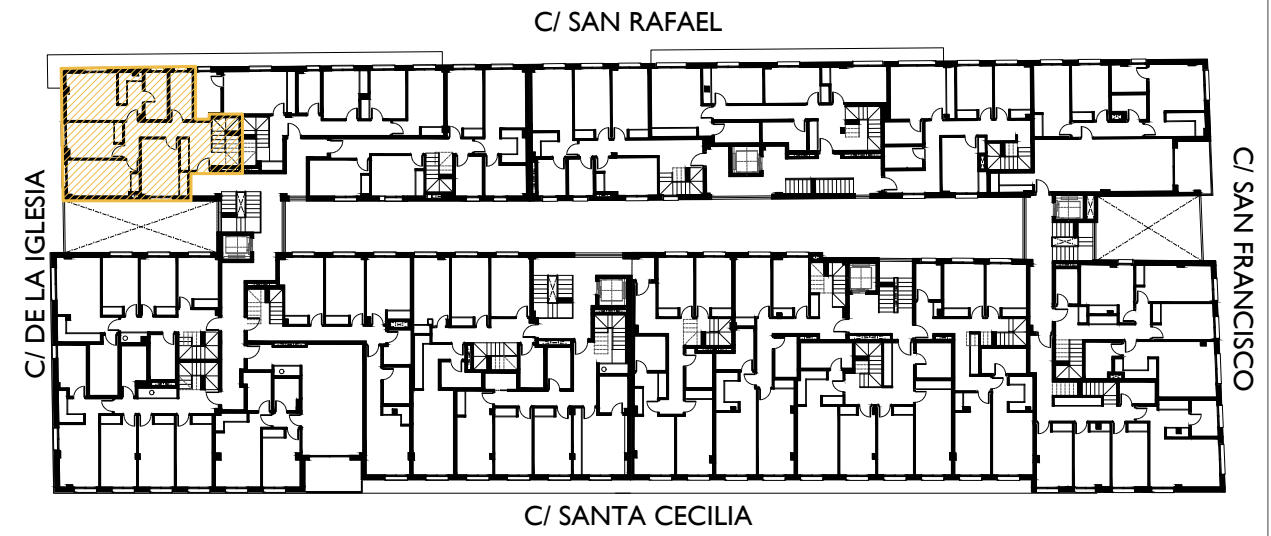 C/ SAN RAFAEL
C/ DE LA IGLESIA
C/ SAN FRANCISCO
C/ SANTA CECILIA